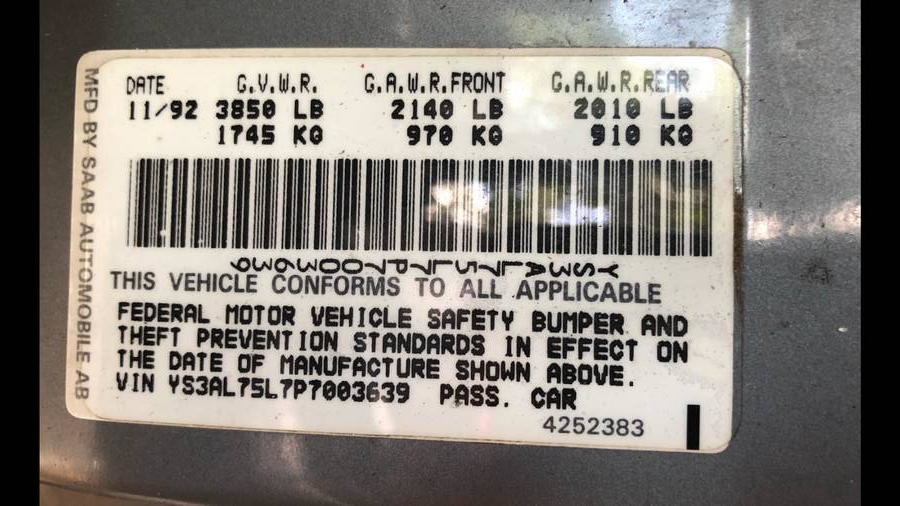 MFD BY SAAB AUTOMOBILE AB
DATE G.V.W.R. G.A.W.R.FRONT G.A.W.R.REAR
11/92 3850 LB 2140 LB 2010 LB
1745 KG 970 KG 910 KG
YS3AL75L7P7003639
THIS VEHICLE CONFORMS TO ALL APPLICABLE
FEDERAL MOTOR VEHICLE SAFETY BUMPER AND
THEFT PREVENTION STANDARDS IN EFFECT ON
THE DATE OF MANUFACTURE SHOWN ABOVE.
VIN YS3AL75L7P7003639 PASS. CAR
4252383